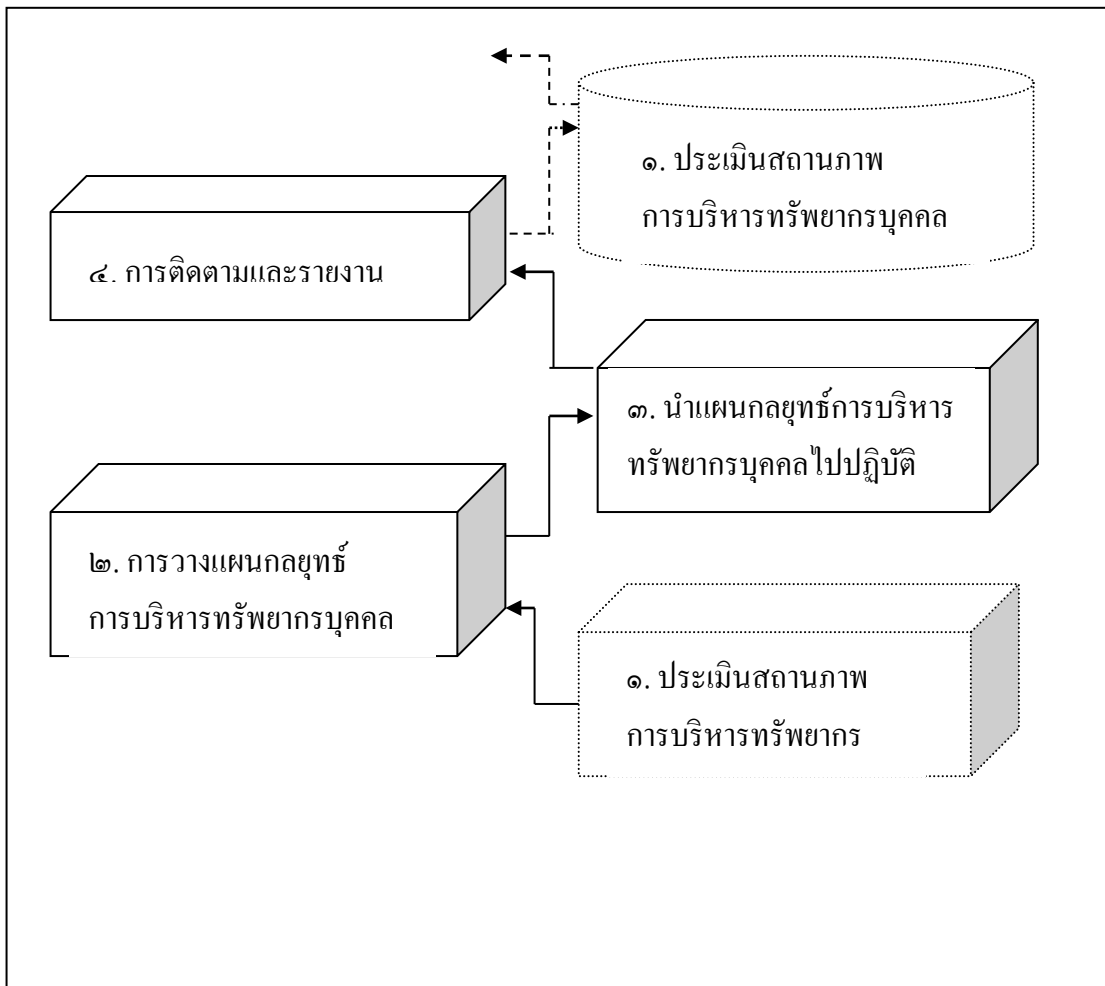 ๑. ประเมินสถานภาพ
การบริหารทรัพยากรบุคคล
๔. การติดตามและรายงาน
๓. นำแผนกลยุทธ์การบริหาร
ทรัพยากรบุคคลไปปฏิบัติ
๒. การวางแผนกลยุทธ์
การบริหารทรัพยากรบุคคล
๑. ประเมินสถานภาพ
การบริหารทรัพยากร